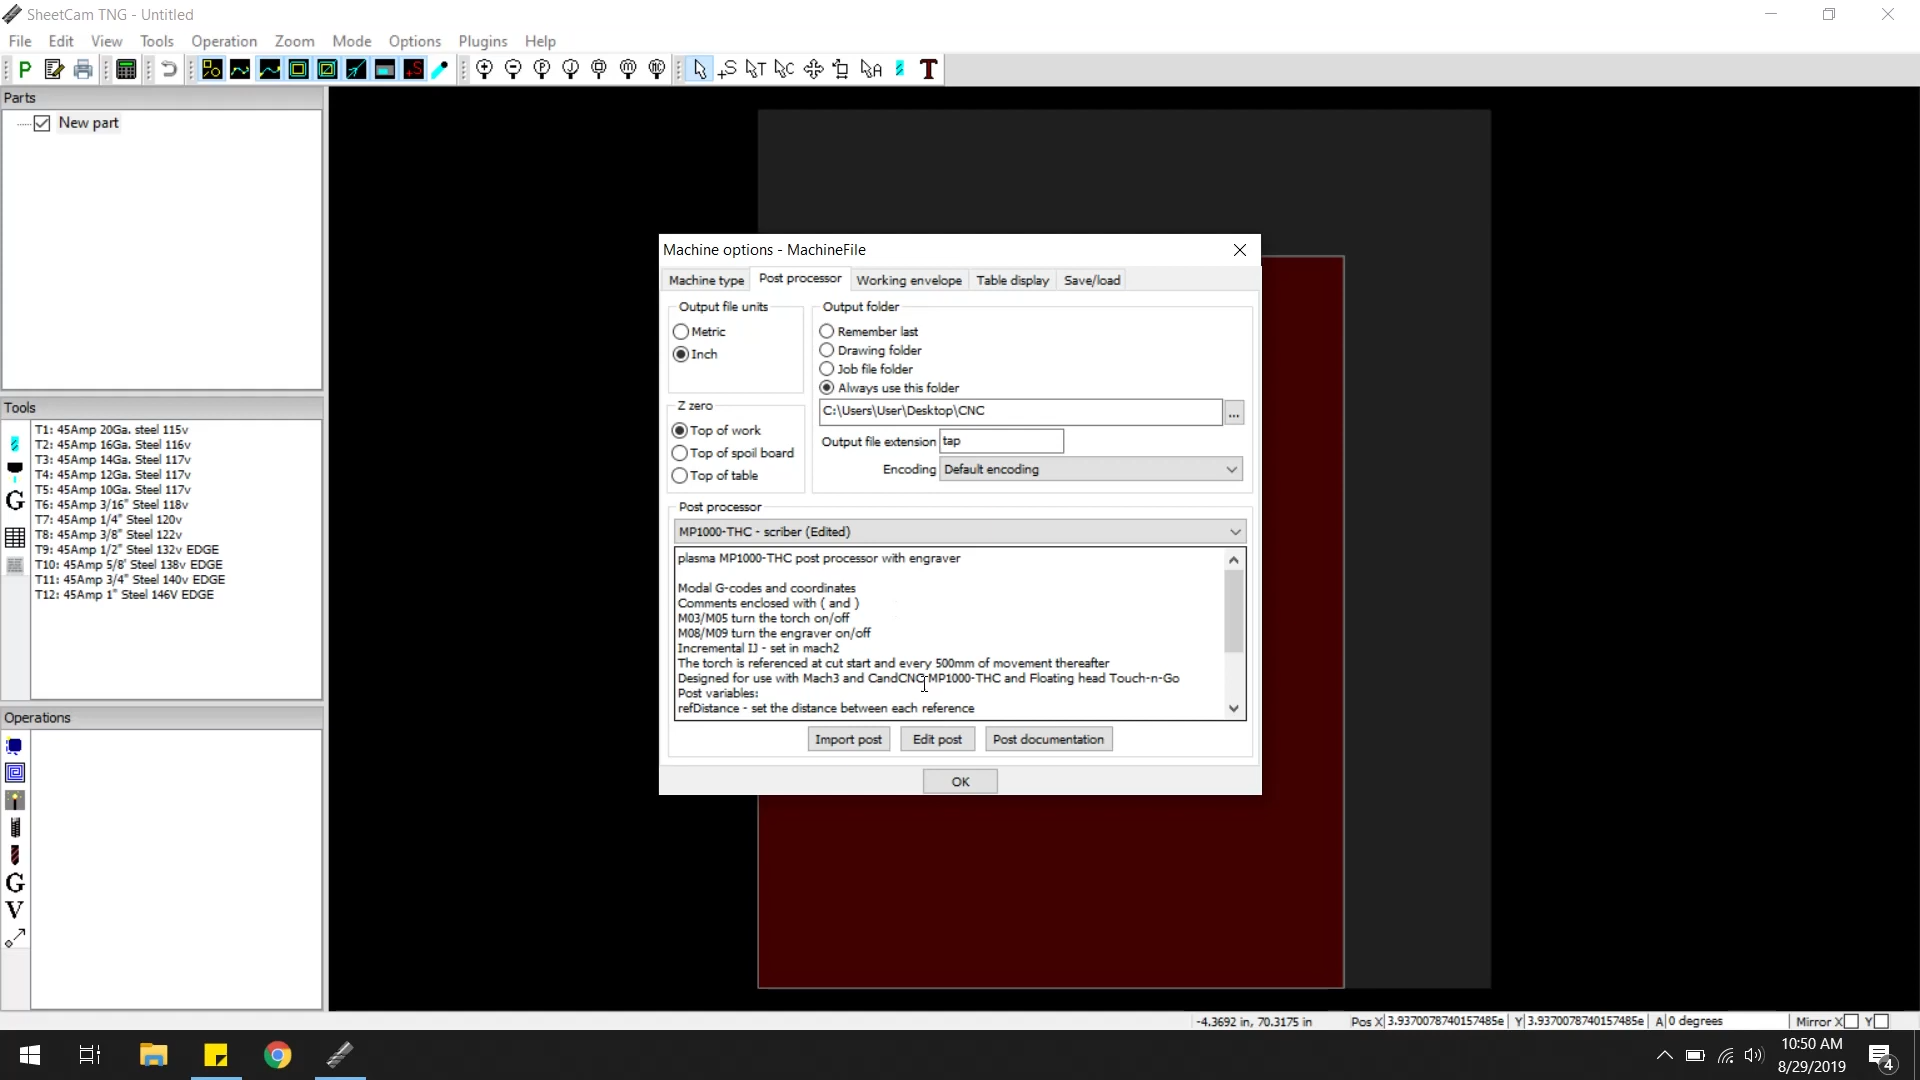 SheetCam TNG - Untitled
File Edit View Tools Operation Zoom Mode Options Plugins Help
Parts
New part
Tools
T1: 45Amp 20Ga. steel 115v
T2: 45Amp 16Ga. Steel 116v
T3: 45Amp 14Ga. Steel 117v
T4: 45Amp 12Ga. Steel 117v
T5: 45Amp 10Ga. Steel 117v
T6: 45Amp 3/16" Steel 118v
T7: 45Amp 1/4" Steel 120v
T8: 45Amp 3/8" Steel 122v
T9: 45Amp 1/2" Steel 132v EDGE
T10: 45Amp 5/8' Steel 138v EDGE
T11: 45Amp 3/4" Steel 140v EDGE
T12: 45Amp 1" Steel 146V EDGE
Operations
Machine options - MachineFile
Machine type Post processor Working envelope Table display Save/load
Output file units
Metric
Inch
Z zero
Top of work
Top of spoil board
Top of table
Output folder
Remember last
Drawing folder
Job file folder
Always use this folder
C:\Users\User\Desktop\CNC
...
Output file extension tap
Encoding Default encoding
Post processor
MP1000-THC - scriber (Edited)
plasma MP1000-THC post processor with engraver
Modal G-codes and coordinates
Comments enclosed with ( and )
M03/M05 turn the torch on/off
M08/M09 turn the engraver on/off
Incremental IJ - set in mach2
The torch is referenced at cut start and every 500mm of movement thereafter
Designed for use with Mach3 and CandCNC-MP1000-THC and Floating head Touch-n-Go
Post variables:
refDistance - set the distance between each reference
Import post Edit post Post documentation
OK
-4.3692 in, 70.3175 in Pos X 3.9370078740157485e Y 3.9370078740157485e A 0 degrees Mirror X Y
10:50 AM
8/29/2019
4